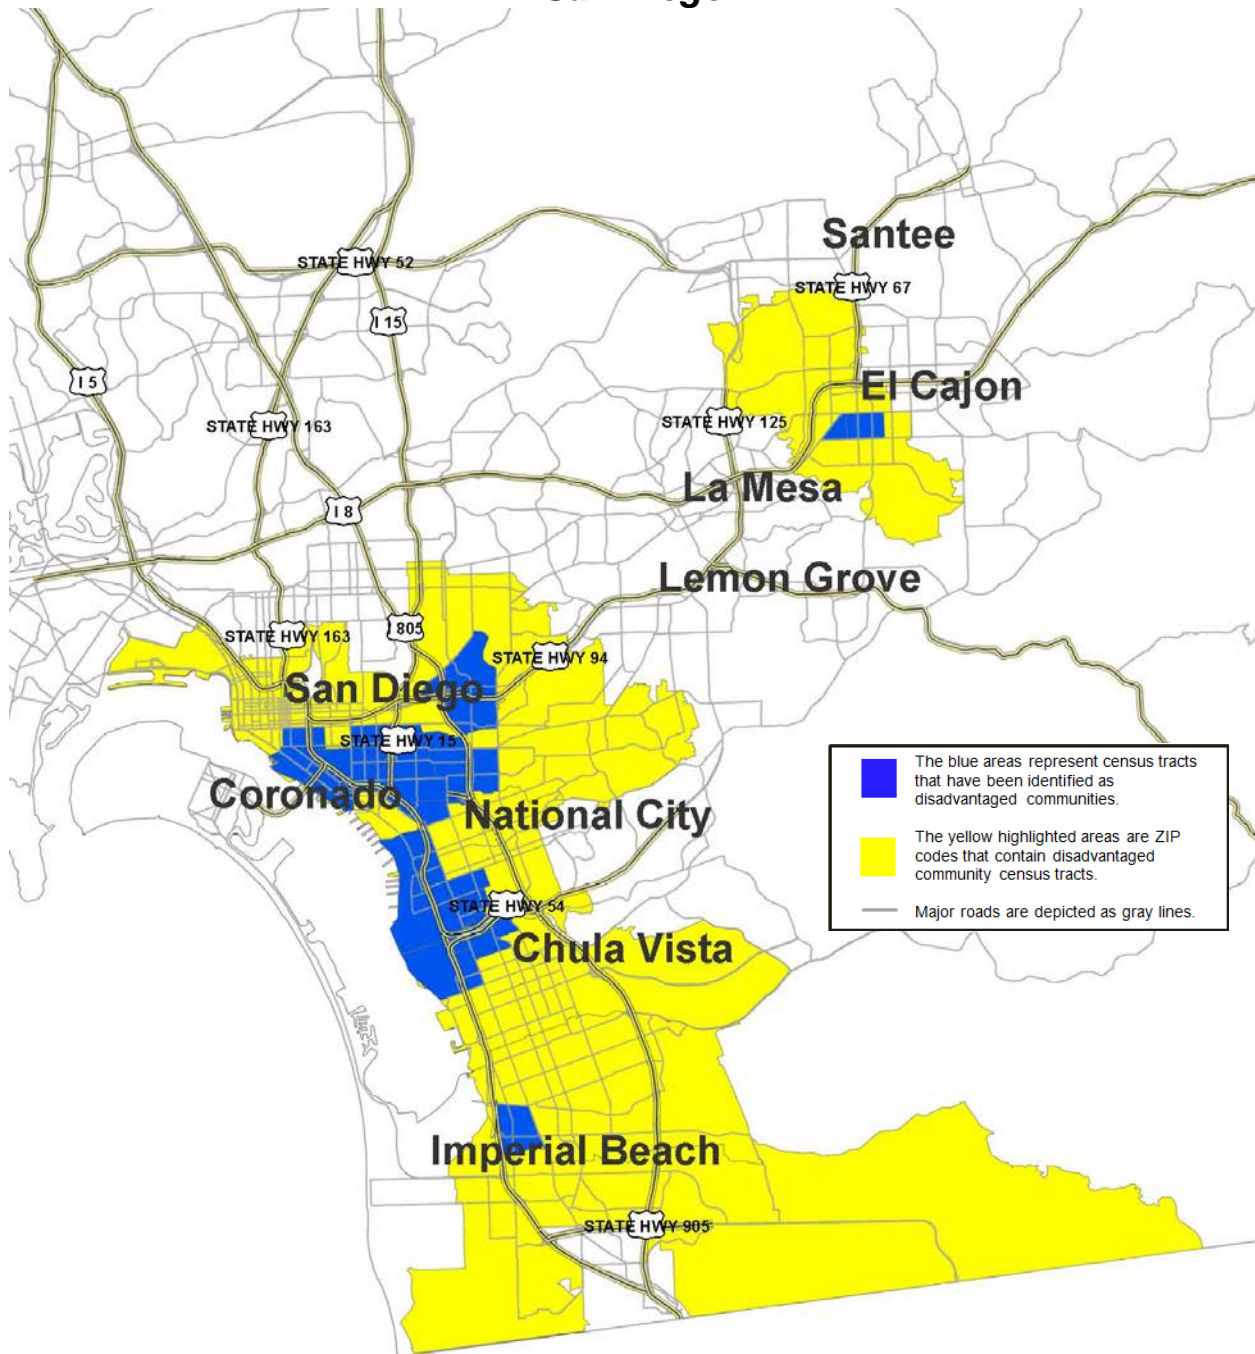 San Diego
Santee
STATE HWY 52
STATE HWY 67
I 15
I 5
El Cajon
STATE HWY 163
STATE HWY 125
La Mesa
I 8
Lemon Grove
I 805
STATE HWY 163
STATE HWY 94
San Diego
STATE HWY 15
Coronado
National City
The blue areas represent census tracts
that have been identified as
disadvantaged communities.
The yellow highlighted areas are ZIP
codes that contain disadvantaged
community census tracts.
Major roads are depicted as gray lines.
STATE HWY 54
Chula Vista
Imperial Beach
STATE HWY 905